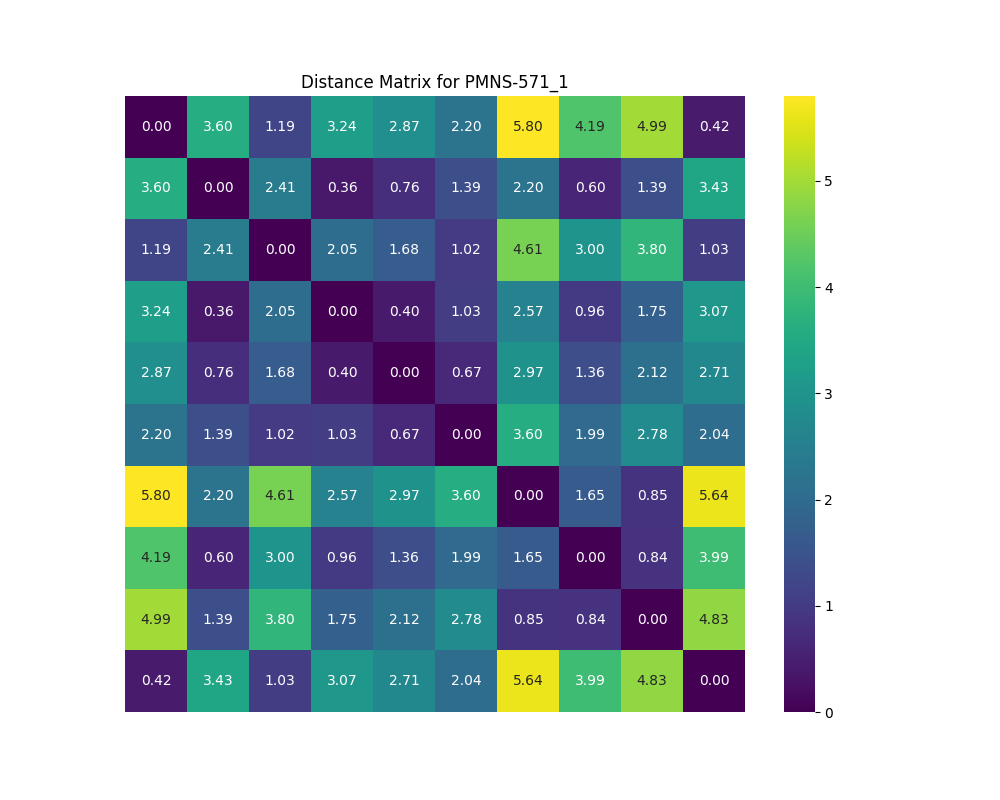 Distance Matrix for PMNS-571_1
0.00 3.60 1.19 3.24 2.87 2.20 5.80 4.19 4.99 0.42
3.60 0.00 2.41 0.36 0.76 1.39 2.20 0.60 1.39 3.43
1.19 2.41 0.00 2.05 1.68 1.02 4.61 3.00 3.80 1.03
3.24 0.36 2.05 0.00 0.40 1.03 2.57 0.96 1.75 3.07
2.87 0.76 1.68 0.40 0.00 0.67 2.97 1.36 2.12 2.71
2.20 1.39 1.02 1.03 0.67 0.00 3.60 1.99 2.78 2.04
5.80 2.20 4.61 2.57 2.97 3.60 0.00 1.65 0.85 5.64
4.19 0.60 3.00 0.96 1.36 1.99 1.65 0.00 0.84 3.99
4.99 1.39 3.80 1.75 2.12 2.78 0.85 0.84 0.00 4.83
0.42 3.43 1.03 3.07 2.71 2.04 5.64 3.99 4.83 0.00
5
4
3
2
1
0